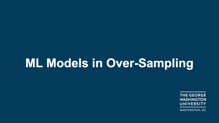 ML Models in Over-Sampling
THE GEORGE
WASHINGTON
UNIVERSITY
WASHINGTON, DC